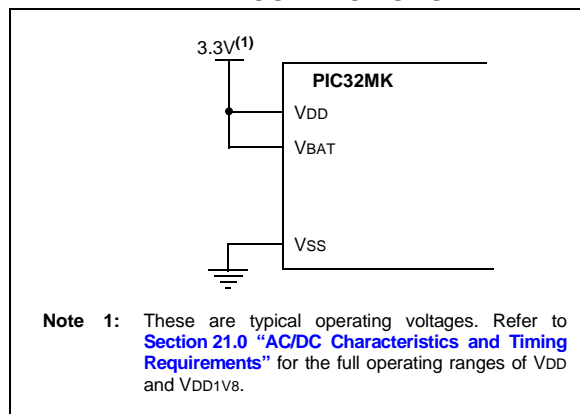 3.3V(1)
PIC32MK
VDD
VBAT
VSS
Note 1: These are typical operating voltages. Refer to
Section 21.0 “AC/DC Characteristics and Timing
Requirements” for the full operating ranges of VDD
and VDD1V8.